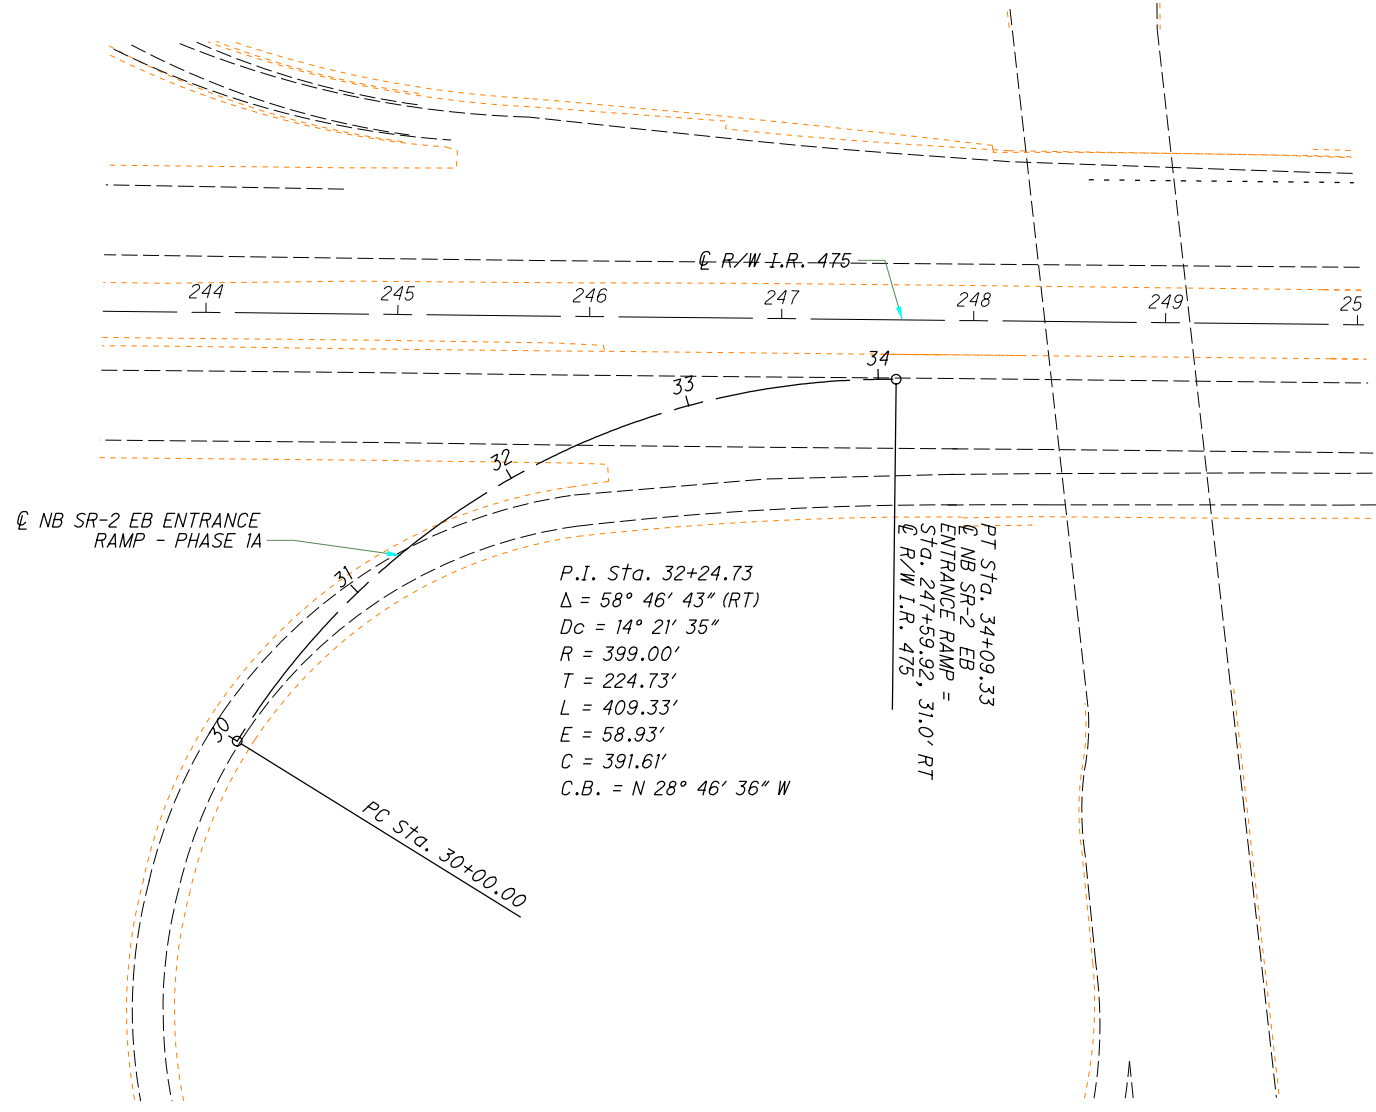 ℄ R/W I.R. 475
244
245
246
247
248
249
25
34
33
32
31
30
℄ NB SR-2 EB ENTRANCE
RAMP - PHASE 1A
P.I. Sta. 32+24.73
Δ = 58° 46' 43" (RT)
Dc = 14° 21' 35"
R = 399.00'
T = 224.73'
L = 409.33'
E = 58.93'
C = 391.61'
C.B. = N 28° 46' 36" W
PT Sta. 34+09.33
℄ NB SR-2 EB
ENTRANCE RAMP =
Sta. 247+59.92, 31.0' RT
℄ R/W I.R. 475
PC Sta. 30+00.00